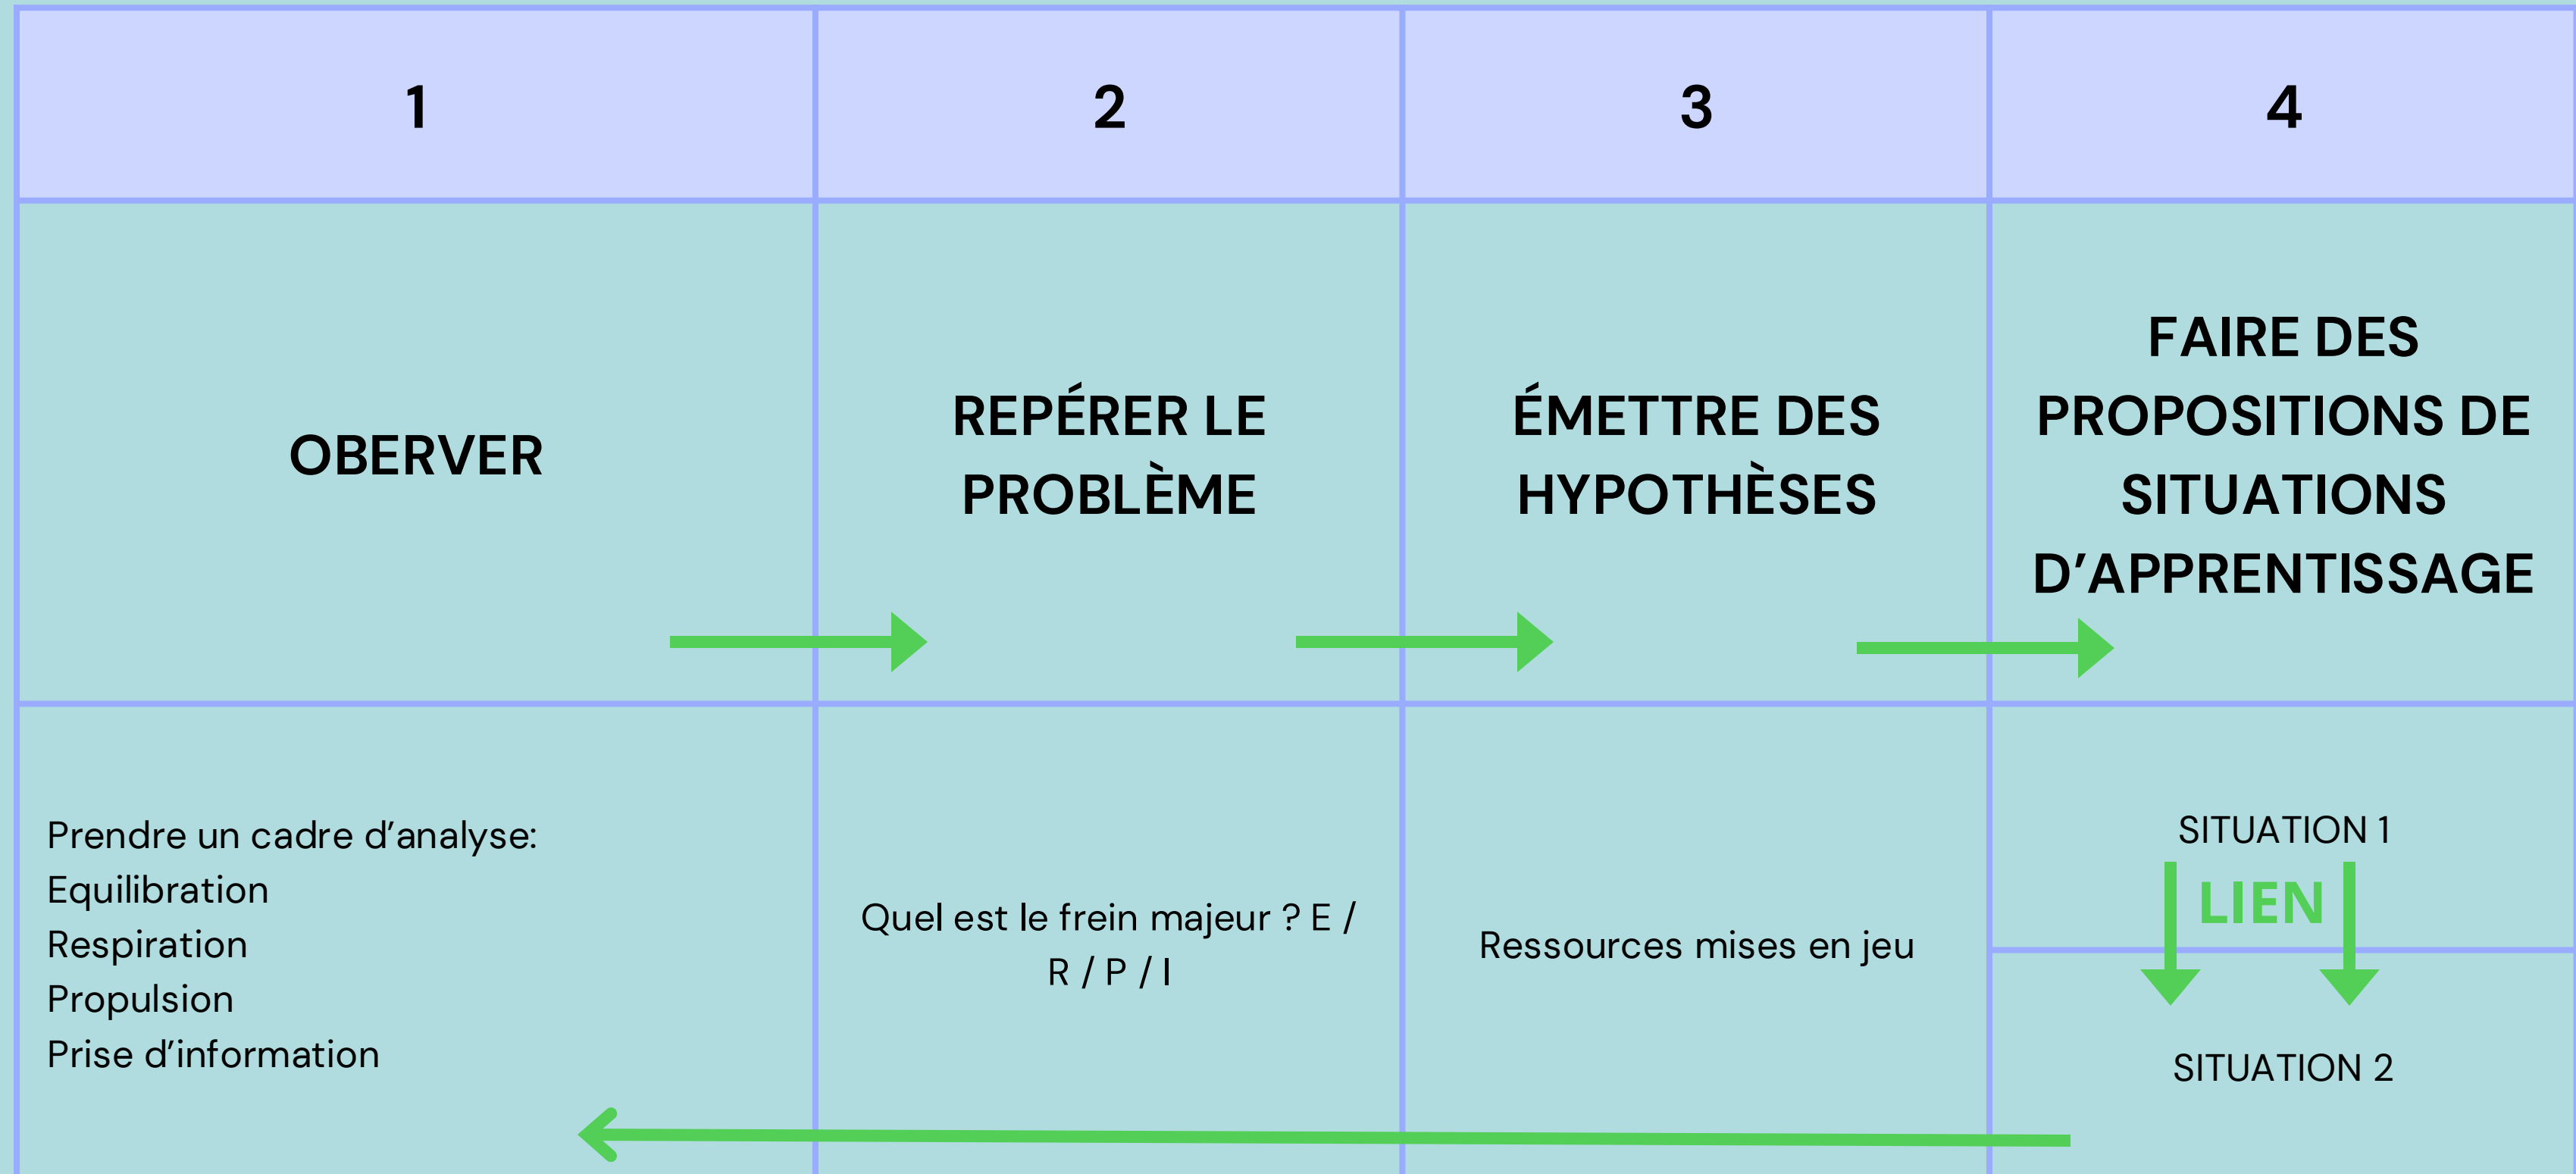 1
2
3
4
OBERVER
REPÉRER LE
PROBLÈME
ÉMETTRE DES
HYPOTHÈSES
FAIRE DES
PROPOSITIONS DE
SITUATIONS
D’APPRENTISSAGE
Prendre un cadre d’analyse:
Equilibration
Respiration
Propulsion
Prise d’information
Quel est le frein majeur ? E /
R / P / I
Ressources mises en jeu
SITUATION 1
LIEN
SITUATION 2